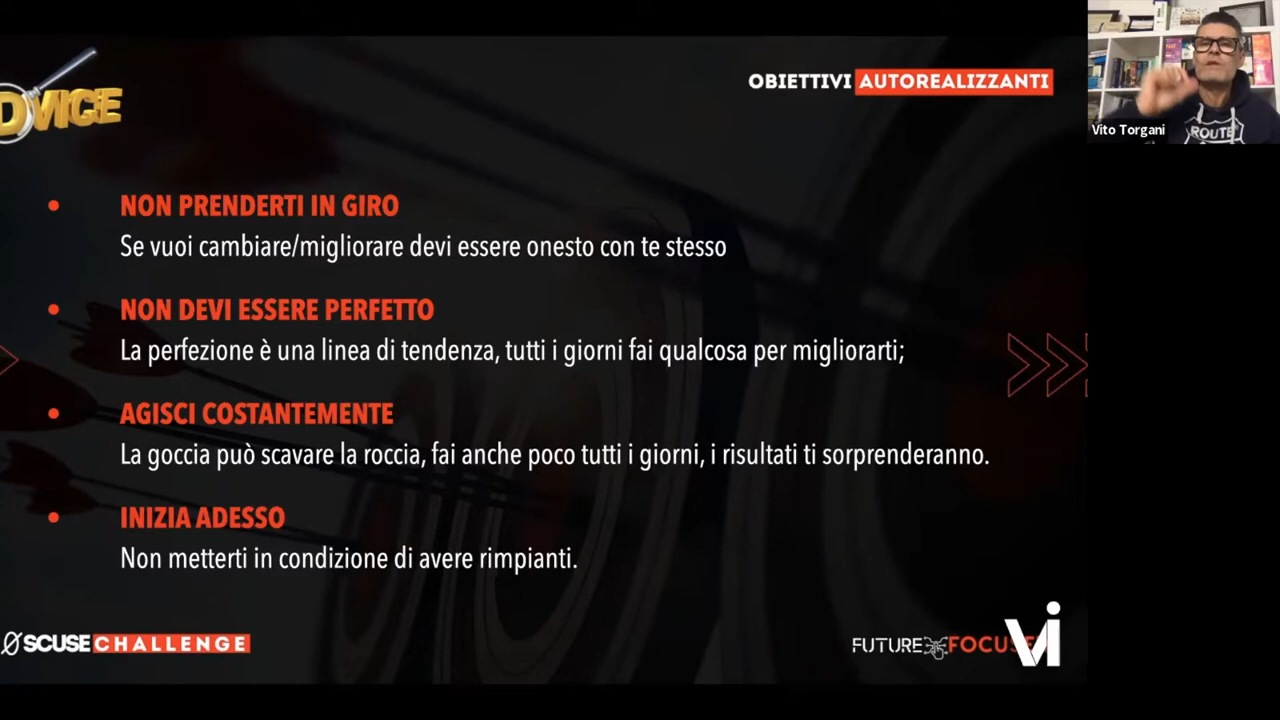 DVICE
OBIETTIVI AUTOREALIZZANTI
Vito Torgani
ROUTE
NON PRENDERTI IN GIRO
Se vuoi cambiare/migliorare devi essere onesto con te stesso
NON DEVI ESSERE PERFETTO
La perfezione è una linea di tendenza, tutti i giorni fai qualcosa per migliorarti;
AGISCI COSTANTEMENTE
La goccia può scavare la roccia, fai anche poco tutti i giorni, i risultati ti sorprenderanno.
INIZIA ADESSO
Non metterti in condizione di avere rimpianti.
ØSCUSE CHALLENGE
FUTURE FOCUSE
vi